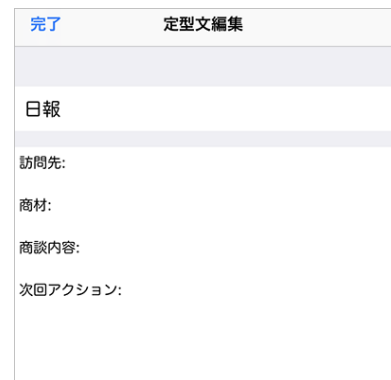 完了 定型文編集
日報
訪問先:
商材:
商談内容:
次回アクション: